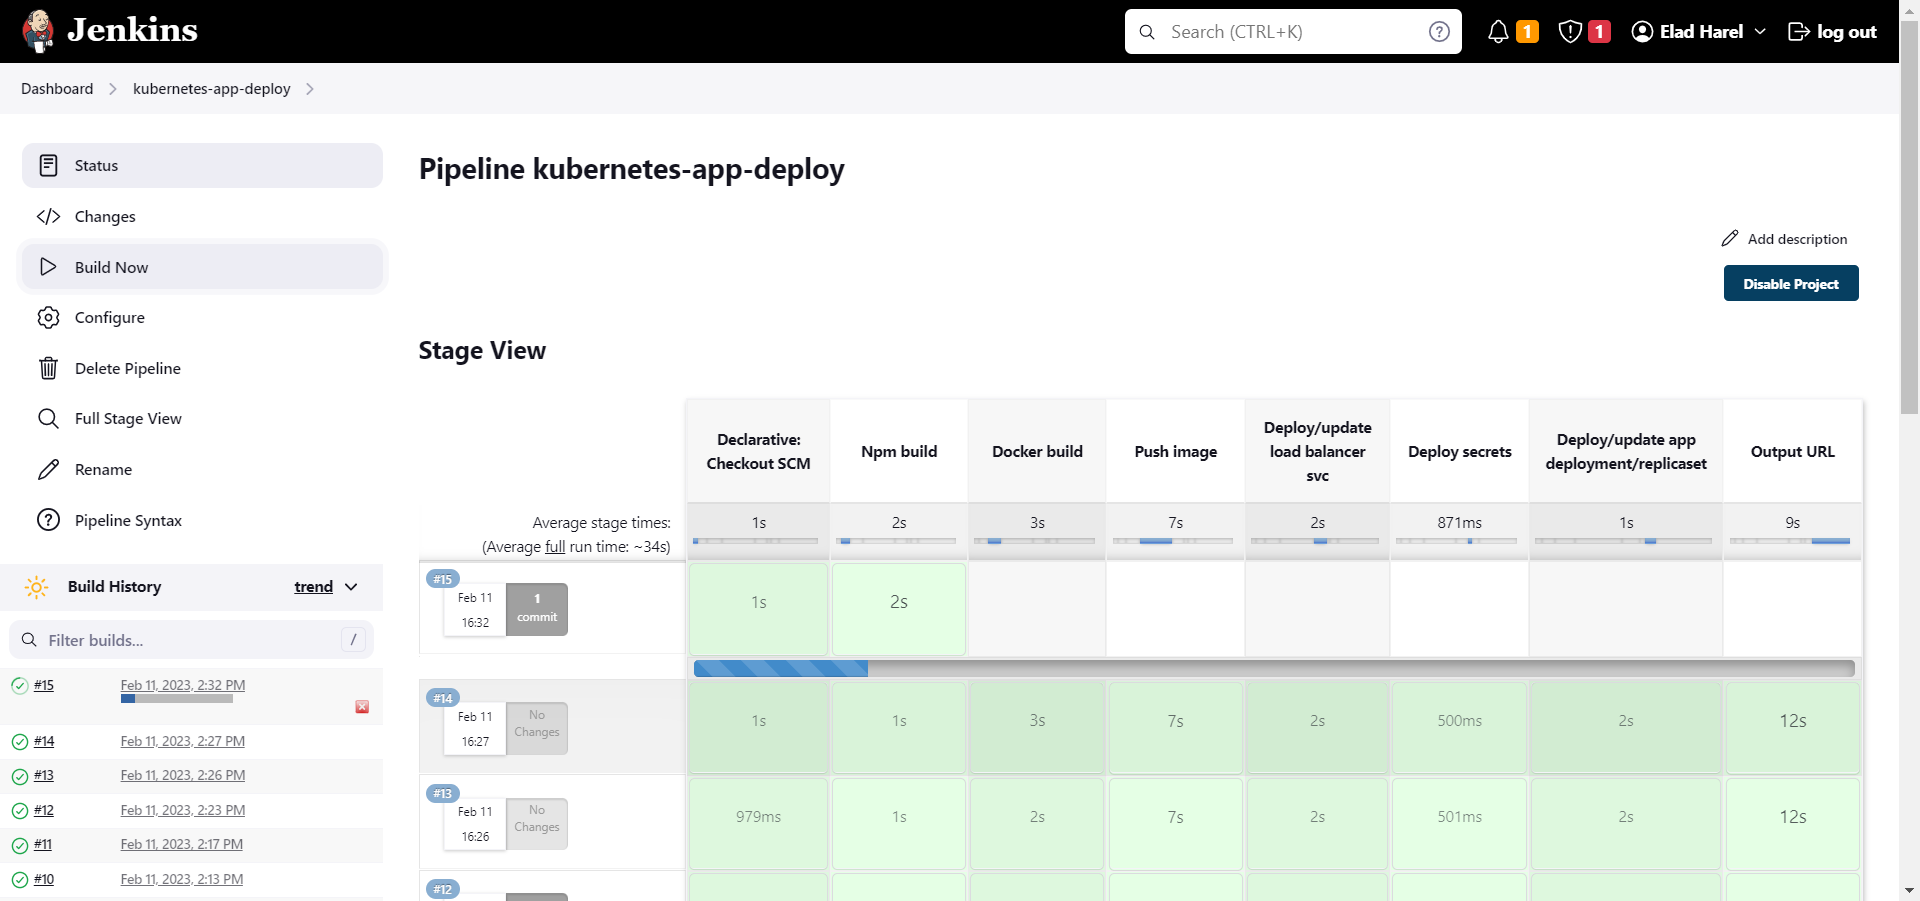 Jenkins
Search (CTRL+K)
?
1
1
Elad Harel
log out
Dashboard
kubernetes-app-deploy
Status
Changes
Build Now
Configure
Delete Pipeline
Full Stage View
Rename
Pipeline Syntax
Build History
trend
Filter builds...
/
#15
Feb 11, 2023, 2:32 PM
#14
Feb 11, 2023, 2:27 PM
#13
Feb 11, 2023, 2:26 PM
#12
Feb 11, 2023, 2:23 PM
#11
Feb 11, 2023, 2:17 PM
#10
Feb 11, 2023, 2:13 PM
Pipeline kubernetes-app-deploy
Add description
Disable Project
Stage View
Declarative:
Checkout SCM
Npm build
Docker build
Push image
Deploy/update
load balancer
svc
Deploy secrets
Deploy/update app
deployment/replicaset
Output URL
Average stage times:
(Average full run time: ~34s)
1s
2s
3s
7s
2s
871ms
1s
9s
#15
Feb 11
16:32
1
commit
1s
2s
#14
Feb 11
16:27
No
Changes
1s
1s
3s
7s
2s
500ms
2s
12s
#13
Feb 11
16:26
No
Changes
979ms
1s
2s
7s
2s
501ms
2s
12s
#12